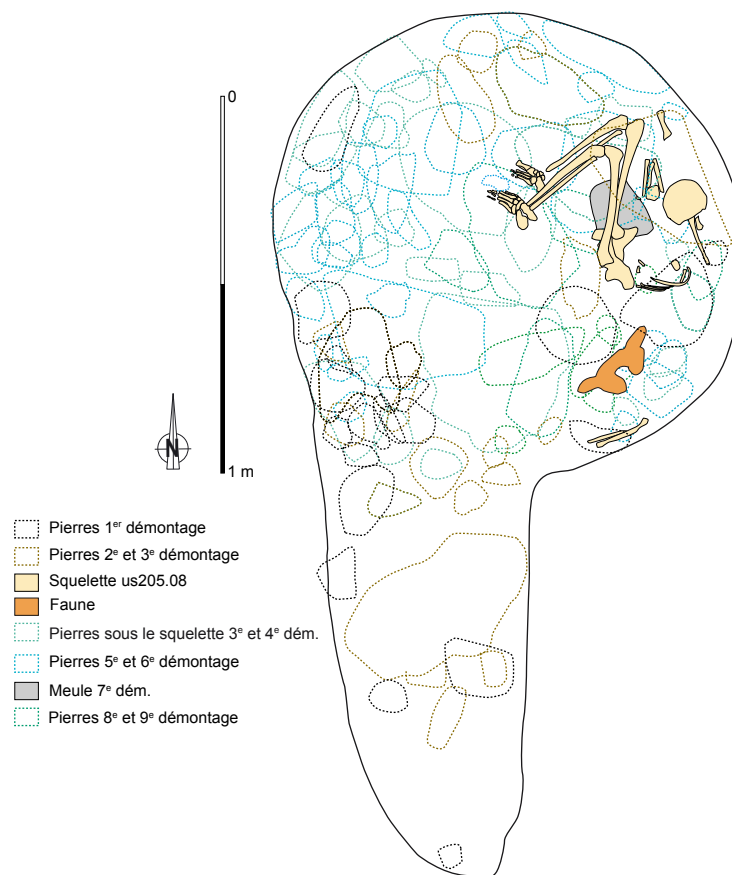 0
1 m
N
Pierres 1er démontage
Pierres 2e et 3e démontage
Squelette us205.08
Faune
Pierres sous le squelette 3e et 4e dém.
Pierres 5e et 6e démontage
Meule 7e dém.
Pierres 8e et 9e démontage